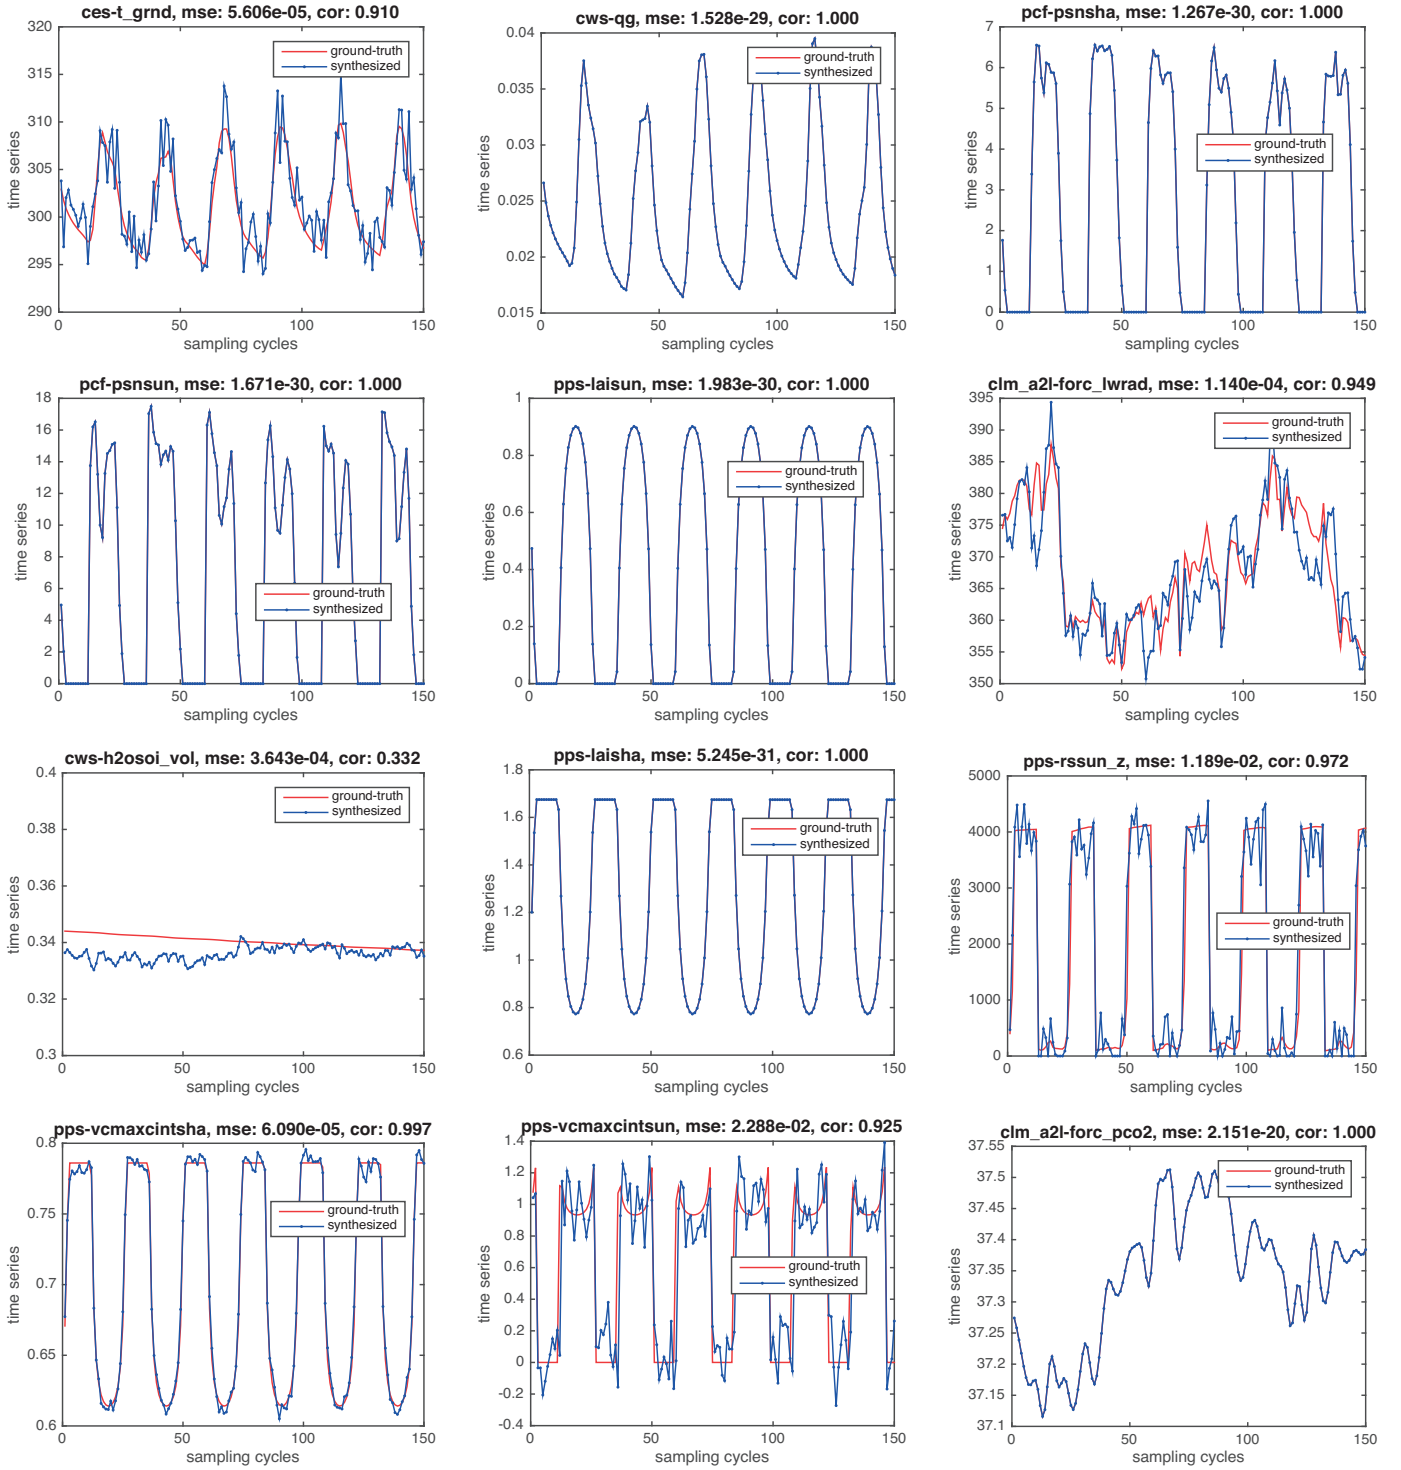 ces-t_grnd, mse: 5.606e-05, cor: 0.910
320
315
310
305
300
295
290
time series
ground-truth
synthesized
0 50 100 150
sampling cycles
cws-qg, mse: 1.528e-29, cor: 1.000
0.04
0.035
0.03
0.025
0.02
0.015
time series
ground-truth
synthesized
0 50 100 150
sampling cycles
pcf-psnsha, mse: 1.267e-30, cor: 1.000
7
6
5
4
3
2
1
0
time series
ground-truth
synthesized
0 50 100 150
sampling cycles
pcf-psnsun, mse: 1.671e-30, cor: 1.000
18
16
14
12
10
8
6
4
2
0
time series
ground-truth
synthesized
0 50 100 150
sampling cycles
pps-laisun, mse: 1.983e-30, cor: 1.000
1
0.8
0.6
0.4
0.2
0
time series
ground-truth
synthesized
0 50 100 150
sampling cycles
clm_a2l-forc_lwrad, mse: 1.140e-04, cor: 0.949
395
390
385
380
375
370
365
360
355
350
time series
ground-truth
synthesized
0 50 100 150
sampling cycles
cws-h2osoi_vol, mse: 3.643e-04, cor: 0.332
0.4
0.38
0.36
0.34
0.32
0.3
time series
ground-truth
synthesized
0 50 100 150
sampling cycles
pps-laisha, mse: 5.245e-31, cor: 1.000
1.8
1.6
1.4
1.2
1
0.8
0.6
time series
ground-truth
synthesized
0 50 100 150
sampling cycles
pps-rssun_z, mse: 1.189e-02, cor: 0.972
5000
4000
3000
2000
1000
0
time series
ground-truth
synthesized
0 50 100 150
sampling cycles
pps-vcmaxcintsha, mse: 6.090e-05, cor: 0.997
0.8
0.75
0.7
0.65
0.6
time series
ground-truth
synthesized
0 50 100 150
sampling cycles
pps-vcmaxcintsun, mse: 2.288e-02, cor: 0.925
1.4
1.2
1
0.8
0.6
0.4
0.2
0
-0.2
-0.4
time series
ground-truth
synthesized
0 50 100 150
sampling cycles
clm_a2l-forc_pco2, mse: 2.151e-20, cor: 1.000
37.55
37.5
37.45
37.4
37.35
37.3
37.25
37.2
37.15
37.1
time series
ground-truth
synthesized
0 50 100 150
sampling cycles